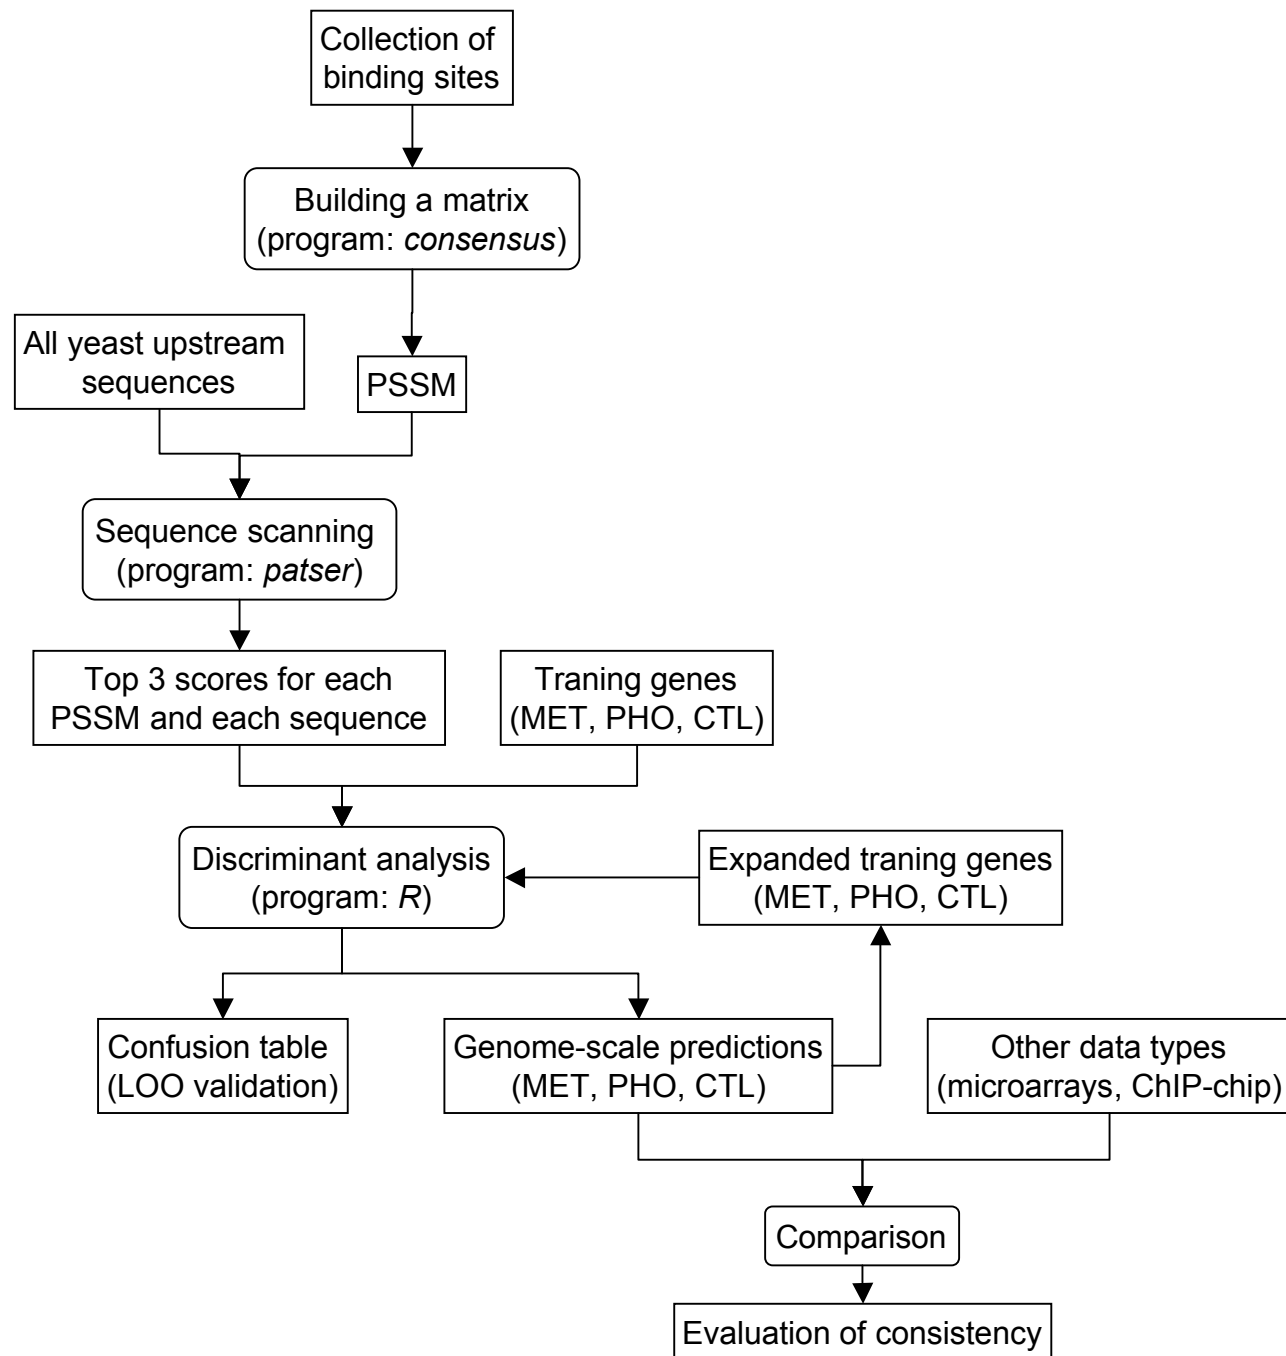 Collection of
binding sites
Building a matrix
(program: consensus)
All yeast upstream
sequences
PSSM
Sequence scanning
(program: patser)
Top 3 scores for each
PSSM and each sequence
Traning genes
(MET, PHO, CTL)
Discriminant analysis
(program: R)
Expanded traning genes
(MET, PHO, CTL)
Confusion table
(LOO validation)
Genome-scale predictions
(MET, PHO, CTL)
Other data types
(microarrays, ChIP-chip)
Comparison
Evaluation of consistency